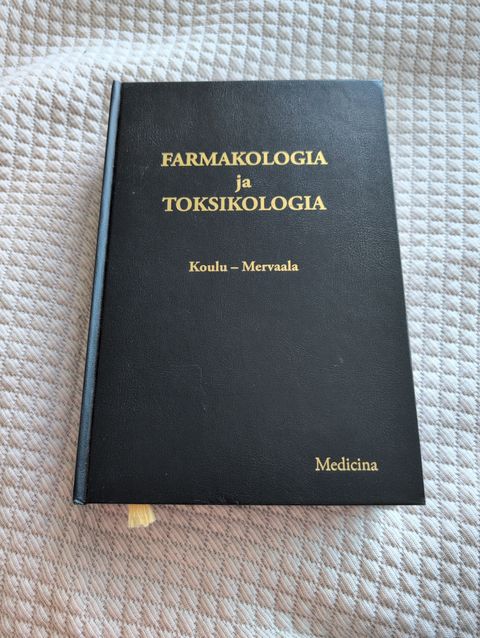 FARMAKOLOGIA
ja
TOKSIKOLOGIA
Koulu – Mervaala
Medicina